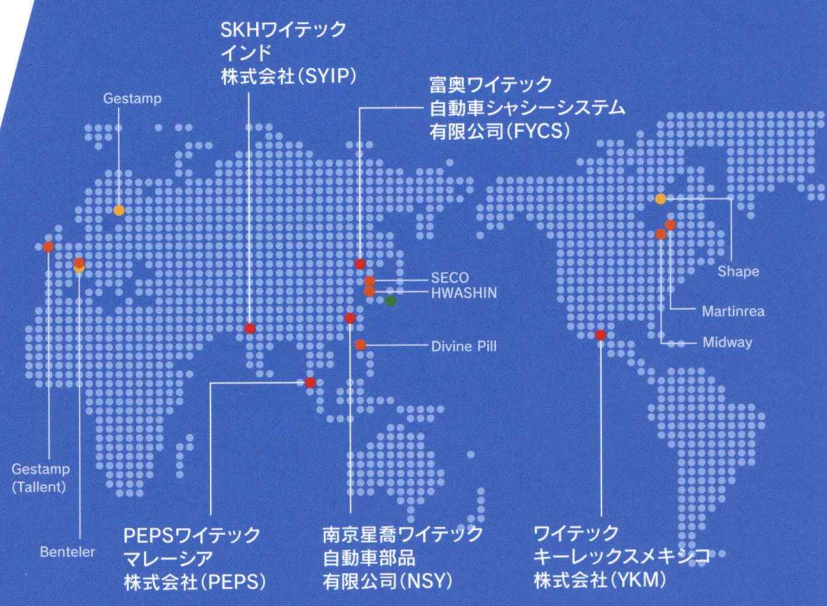 SKHワイテック
インド
株式会社(SYIP)
富奥ワイテック
自動車シャシーシステム
有限公司(FYCS)
Gestamp
SECO
HWASHIN
Shape
Martinrea
Divine Pill
Midway
Gestamp
(Tallent)
Benteler
PEPSワイテック
マレーシア
株式会社(PEPS)
南京星喬ワイテック
自動車部品
有限公司(NSY)
ワイテック
キーレックスメキシコ
株式会社(YKM)